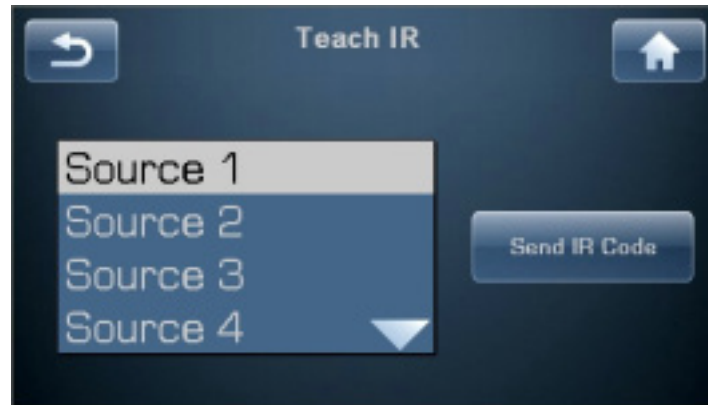 Teach IR
Source 1
Source 2
Source 3
Source 4
Send IR Code